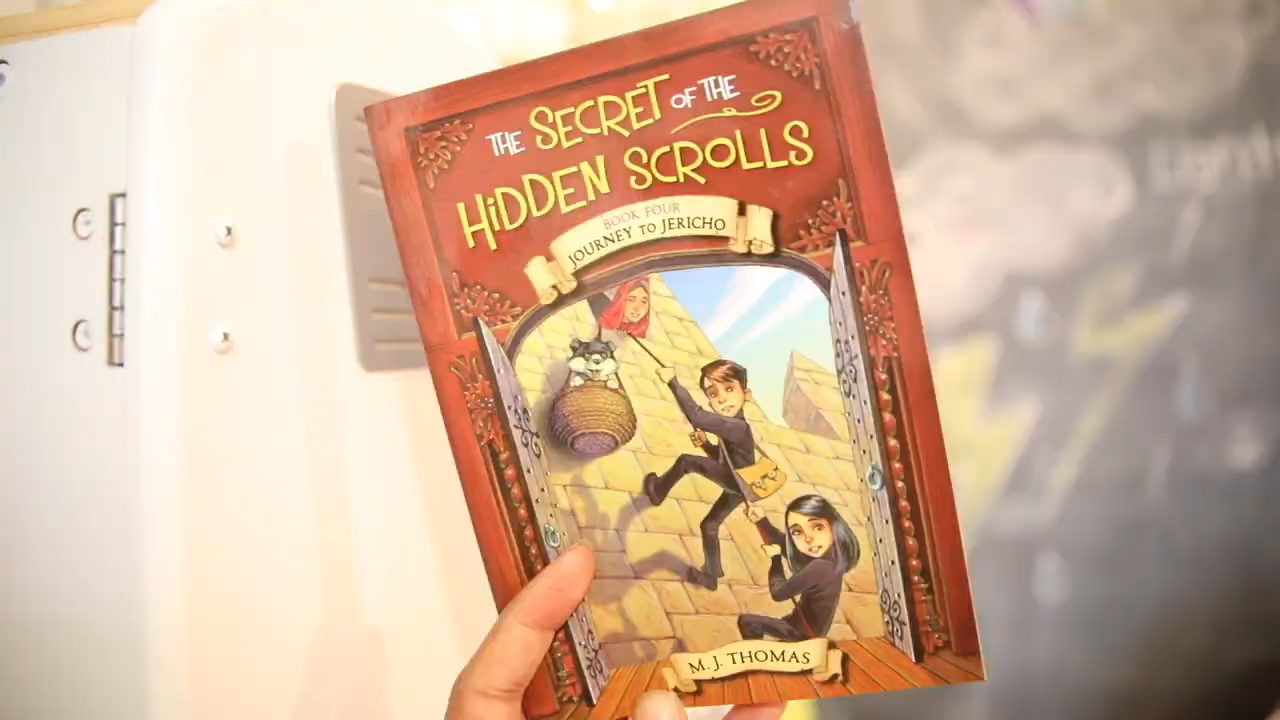 THE SECRET OF THE
HiDDEN SCROLLS
BOOK FOUR
JOURNEY TO JERICHO
M. J. THOMAS